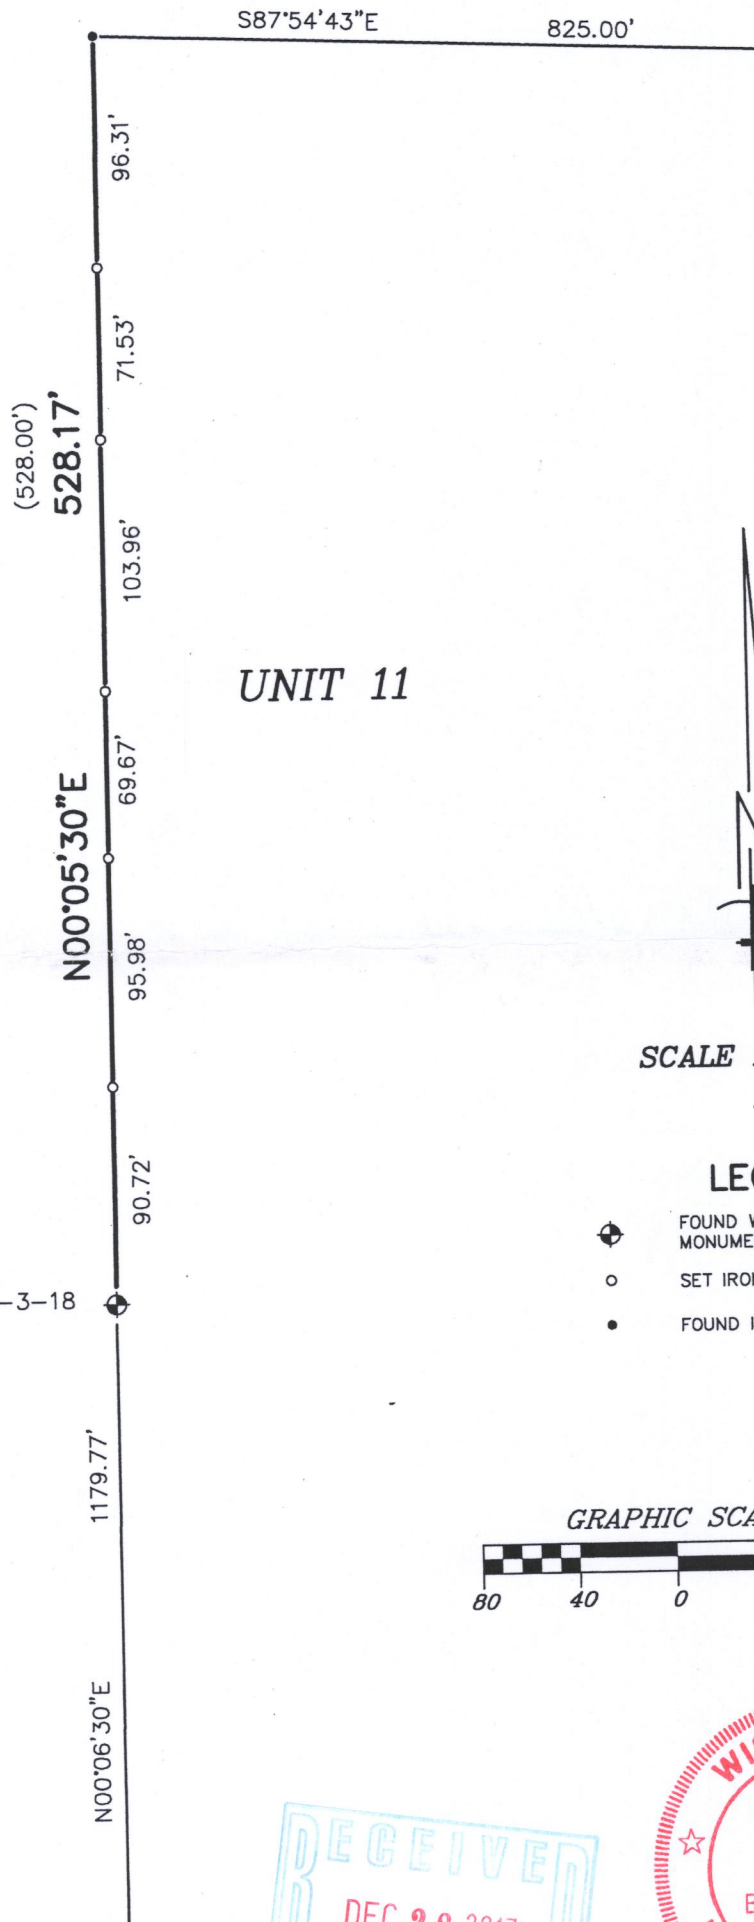 S87°54'43"E 825.00'
96.31'
71.53'
(528.00')
528.17'
103.96'
UNIT 11
69.67'
N00°05'30"E
95.98'
SCALE
90.72'
FOUND
MONUME
-3-18
SET IRO
FOUND
1179.77'
GRAPHIC SCA
80 40 0
N00°06'30"E
WI
RECEIVED
DEC